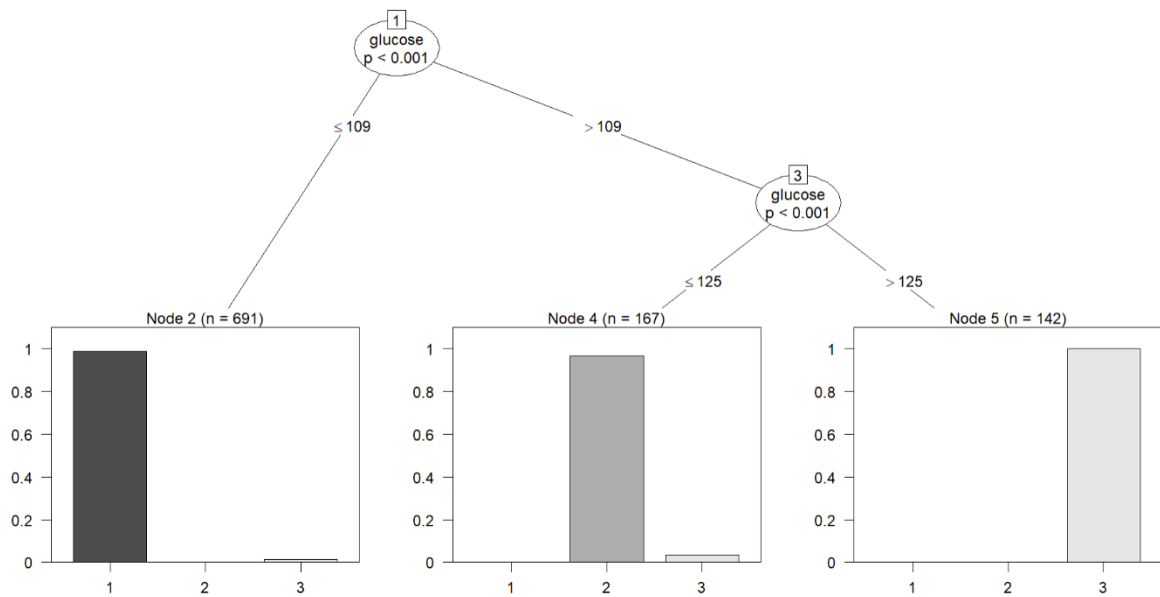 1
glucose
p < 0.001
≤ 109
> 109
3
glucose
p < 0.001
≤ 125
> 125
Node 2 (n = 691)
1
0.8
0.6
0.4
0.2
0
1 2 3
Node 4 (n = 167)
1
0.8
0.6
0.4
0.2
0
1 2 3
Node 5 (n = 142)
1
0.8
0.6
0.4
0.2
0
1 2 3